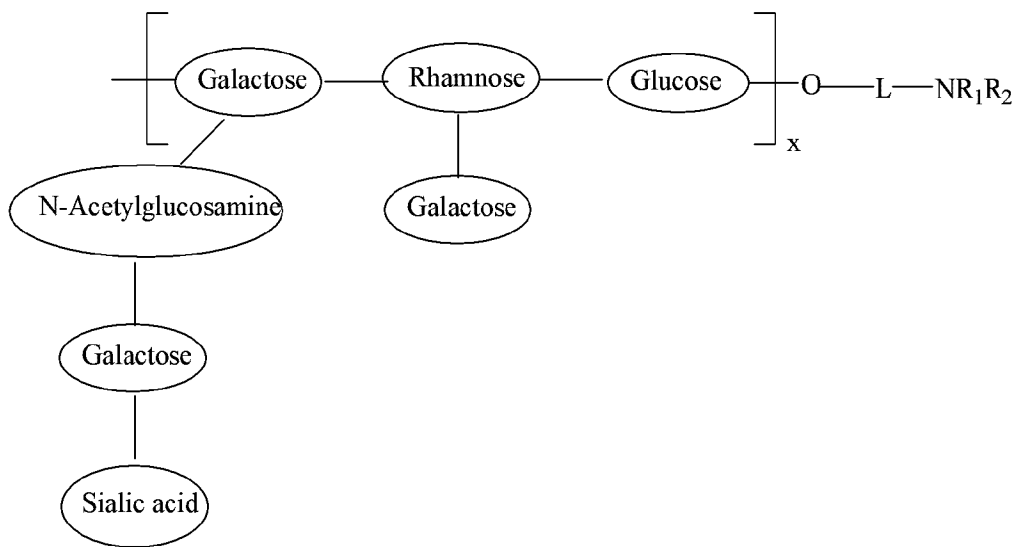 Galactose Rhamnose Glucose O L NR₁R₂
x
N-Acetylglucosamine Galactose
Galactose
Sialic acid